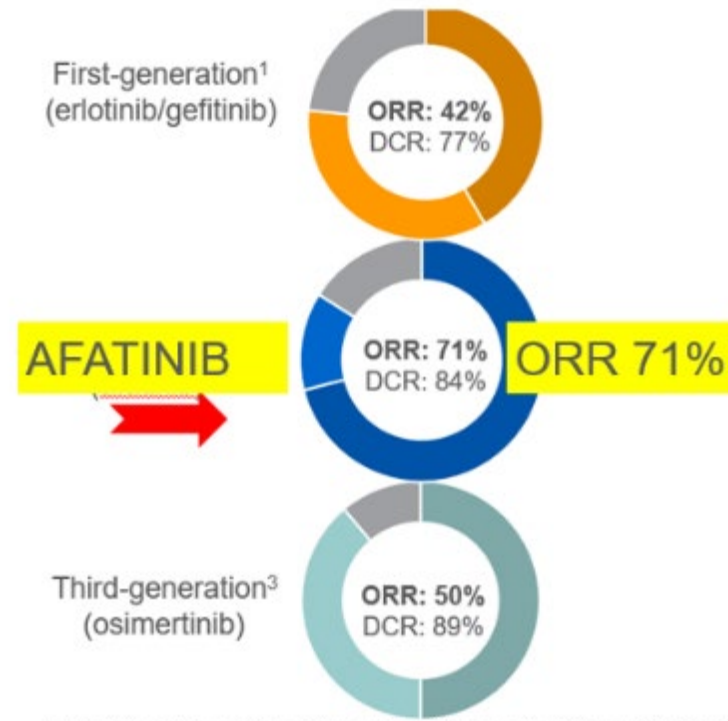 First-generation¹
(erlotinib/gefitinib)
ORR: 42%
DCR: 77%
AFATINIB
ORR: 71%
DCR: 84%
ORR 71%
Third-generation³
(osimertinib)
ORR: 50%
DCR: 89%